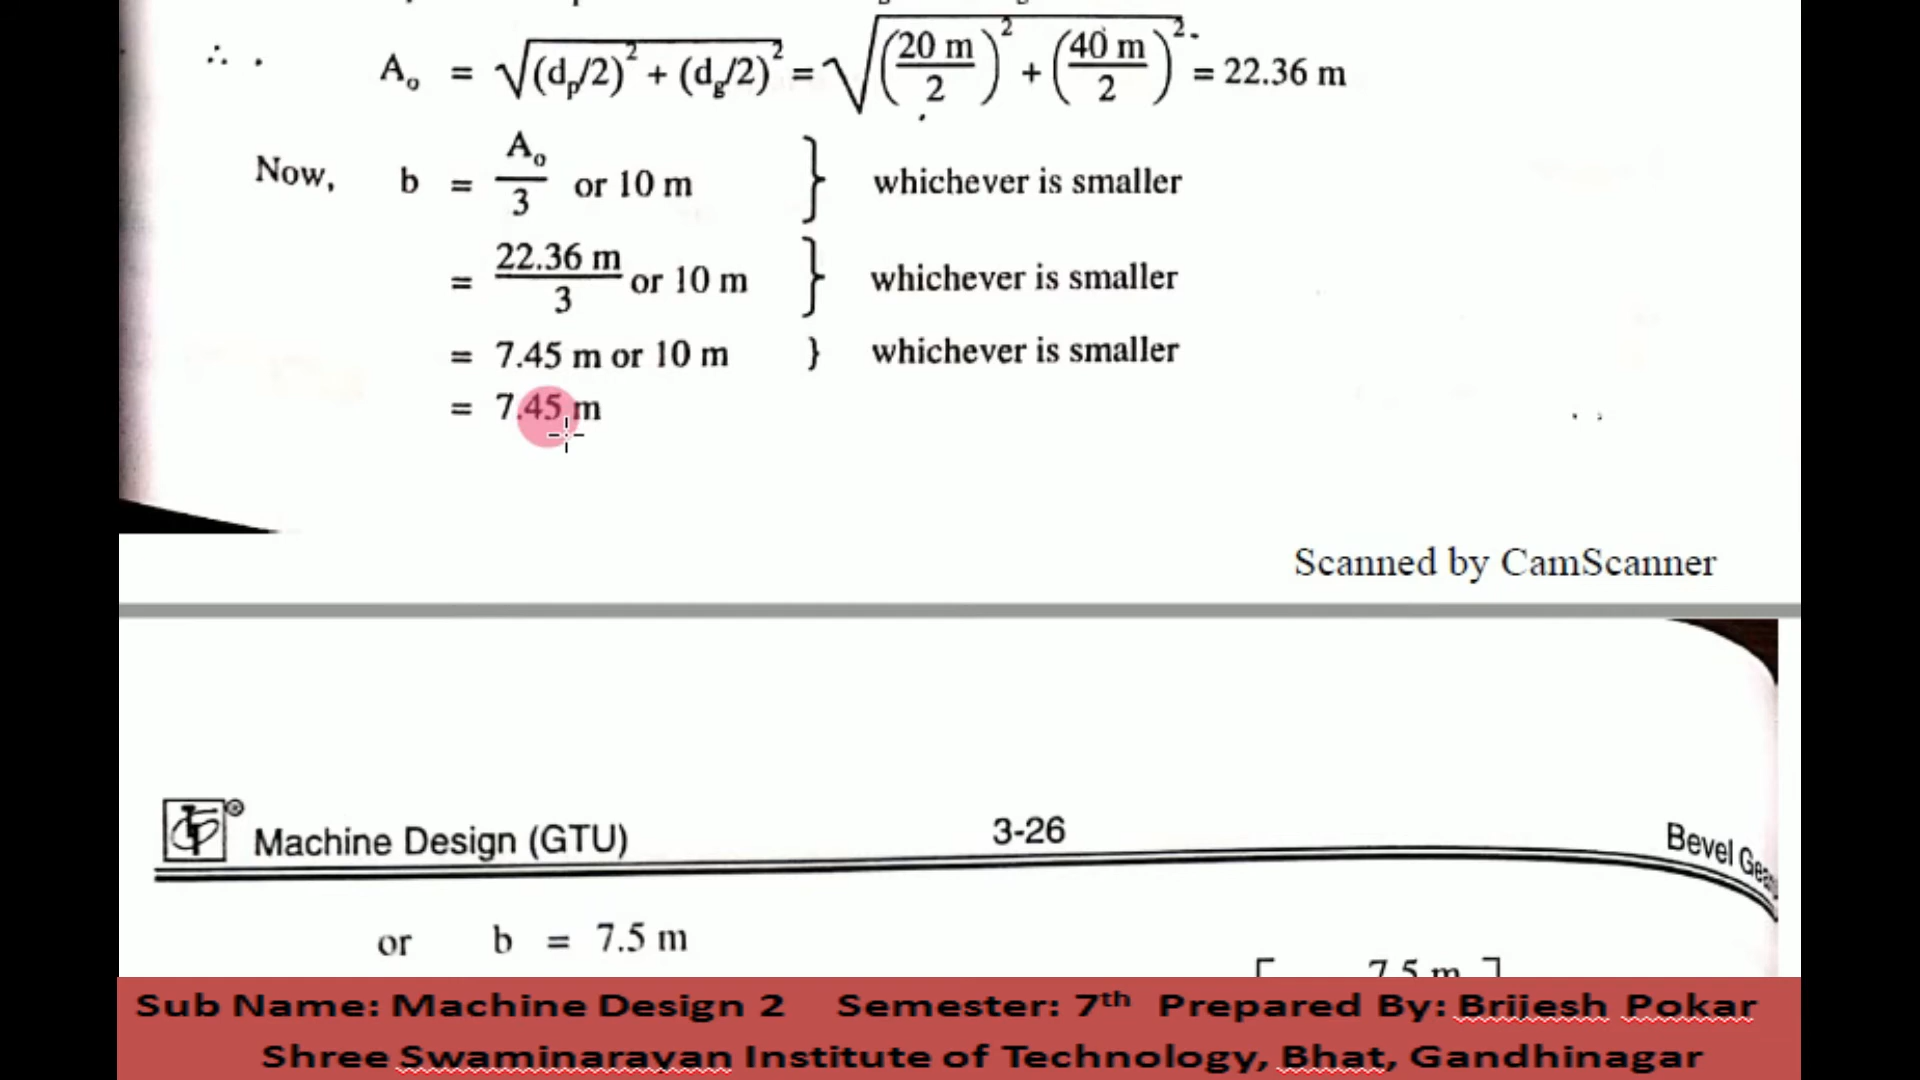 ∴ A₀ = √((dₚ/2)² + (d_g/2)²) = √((20 m/2)² + (40 m/2)²) = 22.36 m
Now, b = A₀/3 or 10 m } whichever is smaller
= 22.36 m/3 or 10 m } whichever is smaller
= 7.45 m or 10 m } whichever is smaller
= 7.45 m
Scanned by CamScanner
Machine Design (GTU) 3-26 Bevel
or b = 7.5 m
7.5 m
Sub Name: Machine Design 2 Semester: 7th Prepared By: Brijesh Pokar
Shree Swaminarayan Institute of Technology, Bhat, Gandhinagar